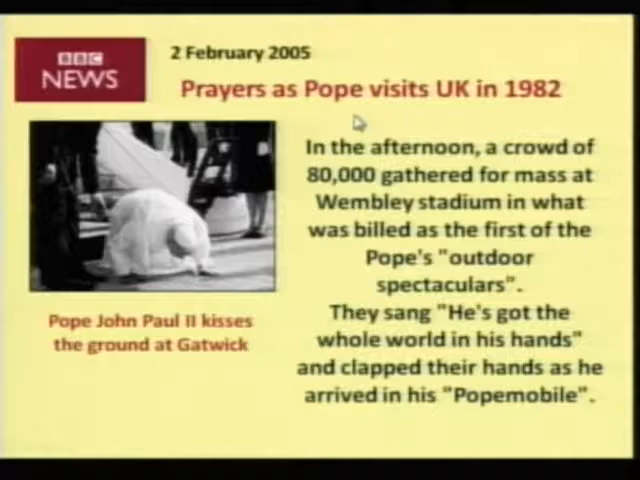 BBC
NEWS
2 February 2005
Prayers as Pope visits UK in 1982
In the afternoon, a crowd of
80,000 gathered for mass at
Wembley stadium in what
was billed as the first of the
Pope's "outdoor
spectaculars".
They sang "He's got the
whole world in his hands"
and clapped their hands as he
arrived in his "Popemobile".
Pope John Paul II kisses
the ground at Gatwick